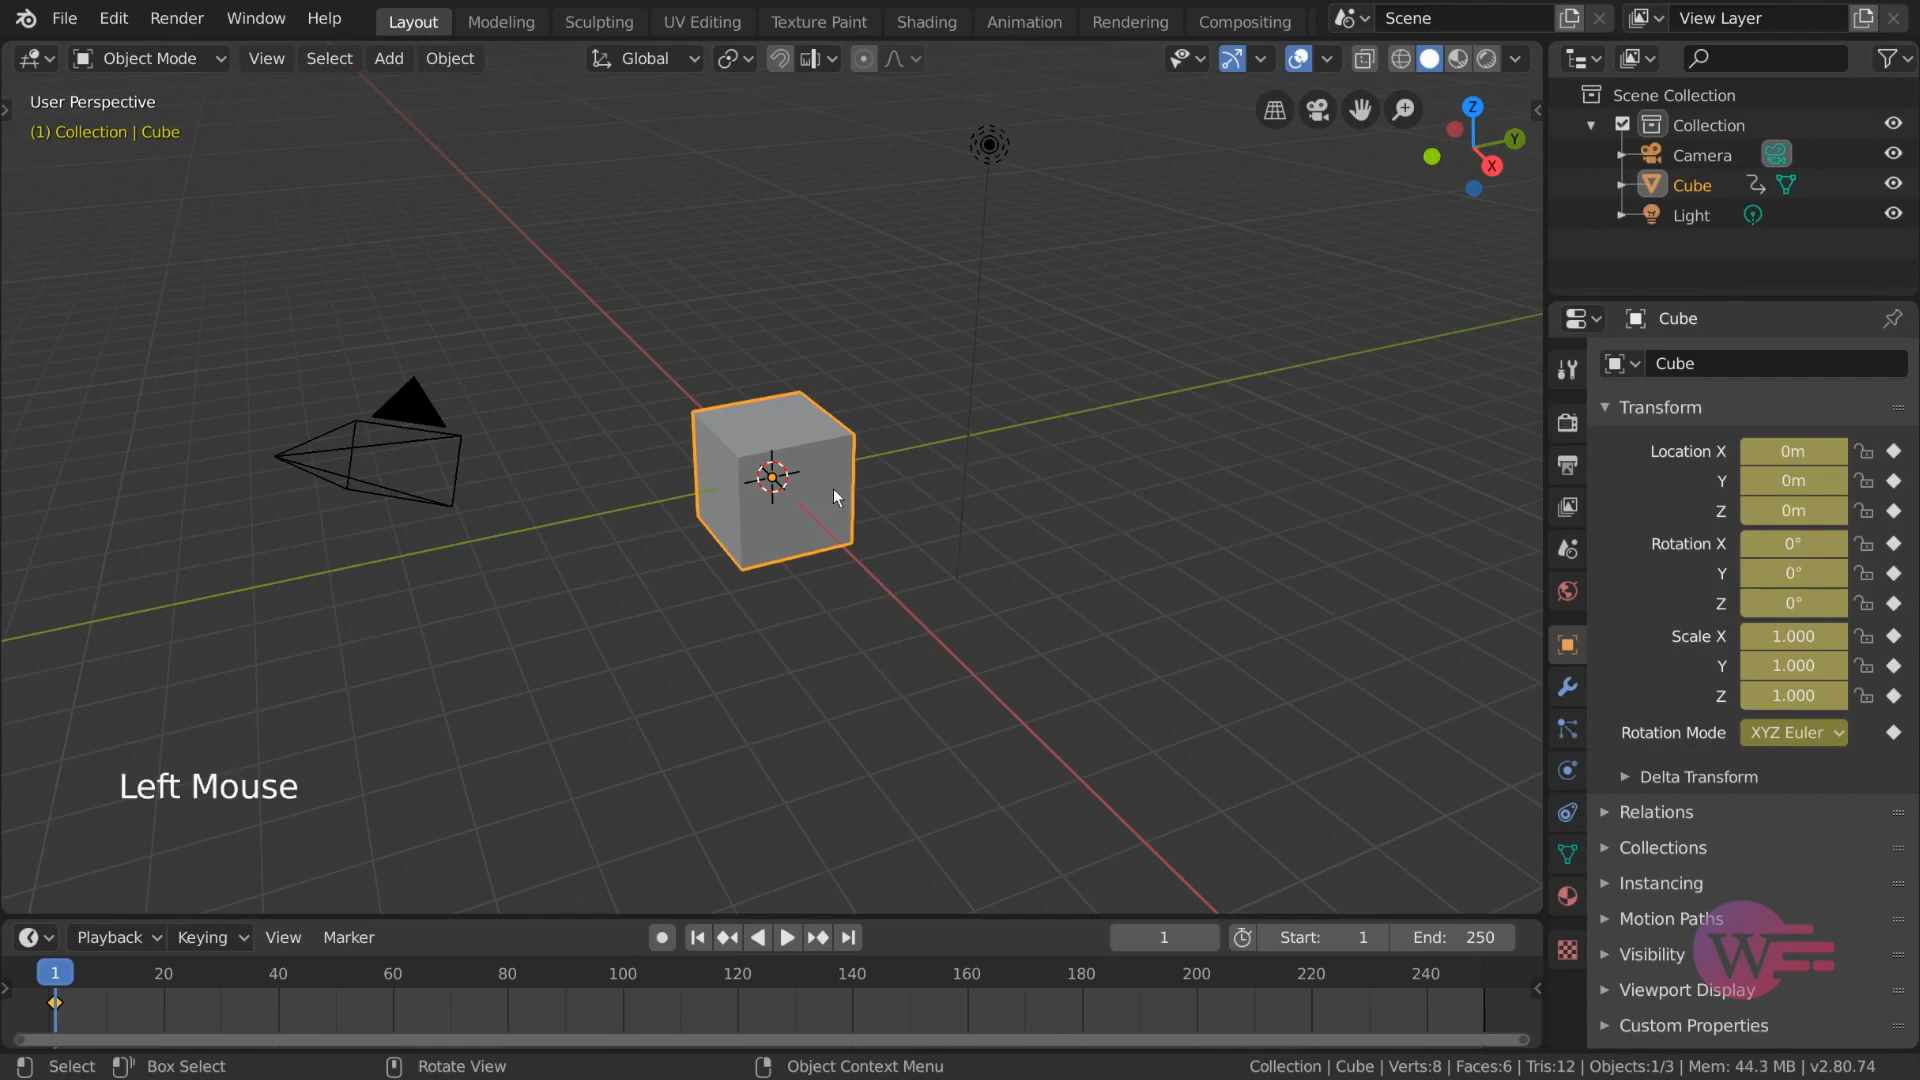 File Edit Render Window Help Layout Modeling Sculpting UV Editing Texture Paint Shading Animation Rendering Compositing Scene View Layer
Object Mode View Select Add Object Global
User Perspective
(1) Collection | Cube
Z
Y
X
Scene Collection
Collection
Camera
Cube
Light
Cube
Cube
Transform
Location X 0m
Y 0m
Z 0m
Rotation X 0°
Y 0°
Z 0°
Scale X 1.000
Y 1.000
Z 1.000
Rotation Mode XYZ Euler
Delta Transform
Relations
Collections
Instancing
Motion Paths
Visibility
Viewport Display
Custom Properties
W
Left Mouse
Playback Keying View Marker 1 Start: 1 End: 250
1 20 40 60 80 100 120 140 160 180 200 220 240
Select Box Select Rotate View Object Context Menu Collection | Cube | Verts:8 | Faces:6 | Tris:12 | Objects:1/3 | Mem: 44.3 MB | v2.80.74